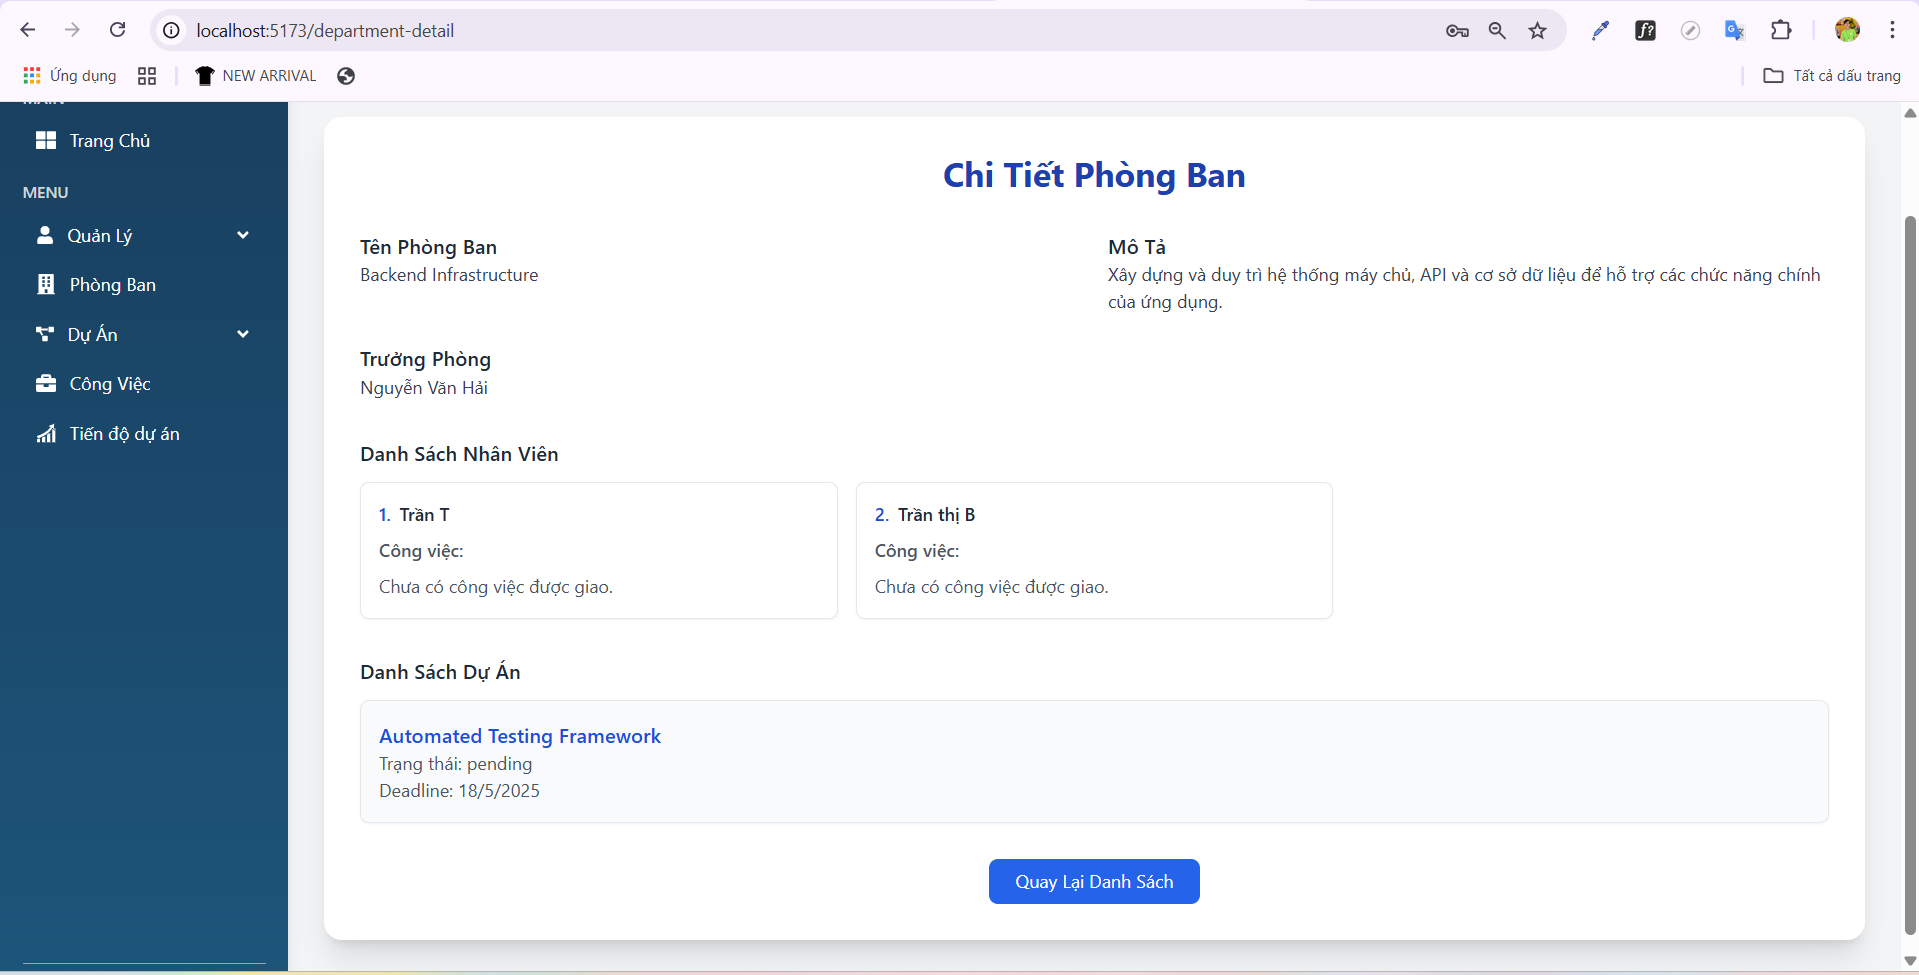 localhost:5173/department-detail
Ứng dụng
NEW ARRIVAL
Tất cả dấu trang
MAIN
Trang Chủ
MENU
Quản Lý
Phòng Ban
Dự Án
Công Việc
Tiến độ dự án
Chi Tiết Phòng Ban
Tên Phòng Ban
Backend Infrastructure
Mô Tả
Xây dựng và duy trì hệ thống máy chủ, API và cơ sở dữ liệu để hỗ trợ các chức năng chính
của ứng dụng.
Trưởng Phòng
Nguyễn Văn Hải
Danh Sách Nhân Viên
1. Trần T
Công việc:
Chưa có công việc được giao.
2. Trần thị B
Công việc:
Chưa có công việc được giao.
Danh Sách Dự Án
Automated Testing Framework
Trạng thái: pending
Deadline: 18/5/2025
Quay Lại Danh Sách